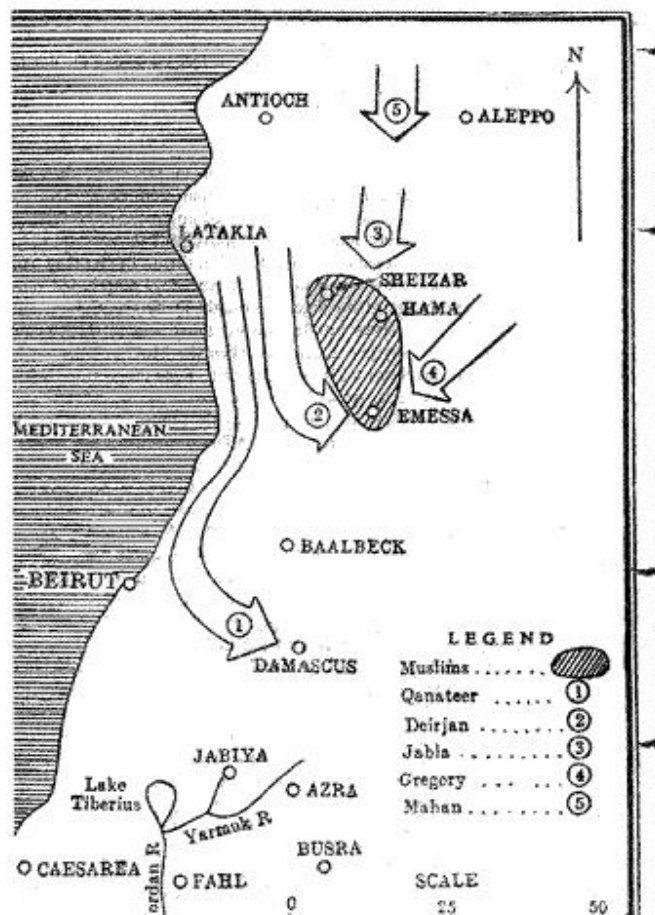 N
ANTIOCH
⑤
ALEPPO
LATAKIA
③
SHEIZAR
HAMA
④
②
EMESSA
MEDITERRANEAN
SEA
BAALBECK
BEIRUT
①
DAMASCUS
LEGEND
Muslims ......
Qanateer ...... ①
Deirjan ...... ②
Jabla ...... ③
Gregory ...... ④
Mahan ...... ⑤
JABIYA
Lake
Tiberius
AZRA
Yarmuk R
BUSRA
CAESAREA
ordan R
FAHL
SCALE
0 25 50